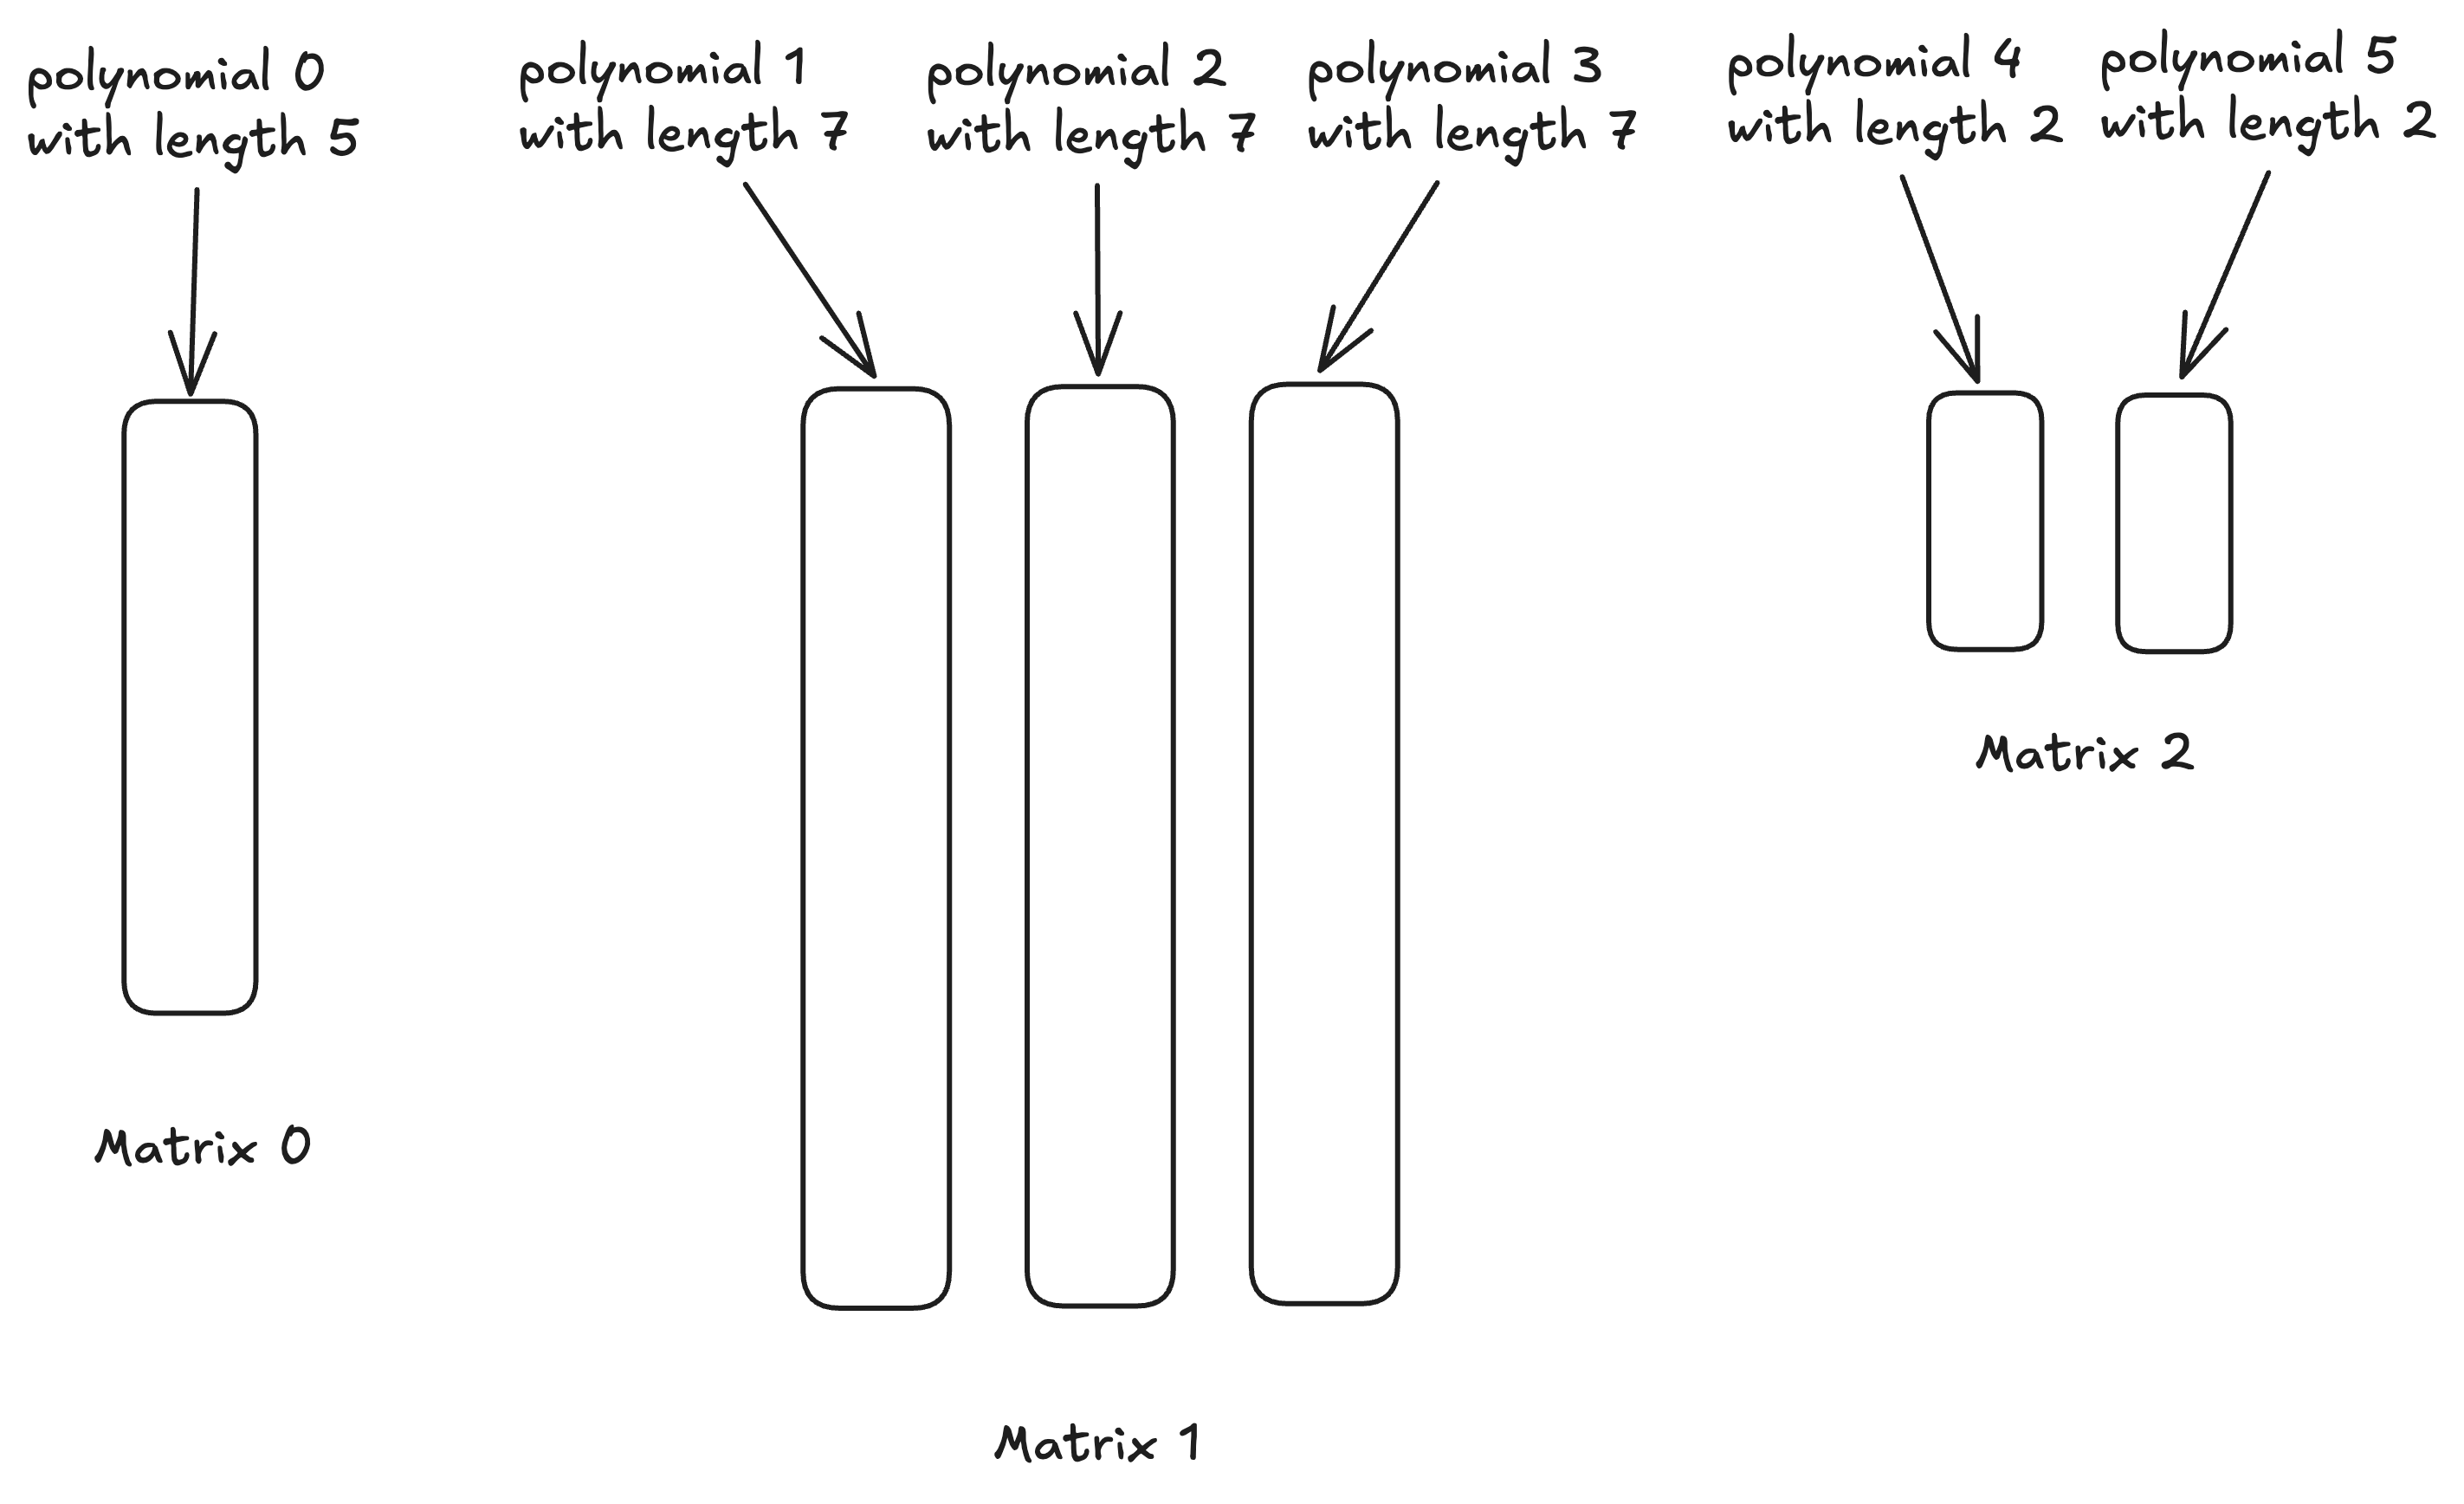 polynomial 0
with length 5
polynomial 1
with length 7
polynomial 2
with length 7
polynomial 3
with length 7
polynomial 4
with length 2
polynomial 5
with length 2
Matrix 2
Matrix 0
Matrix 1